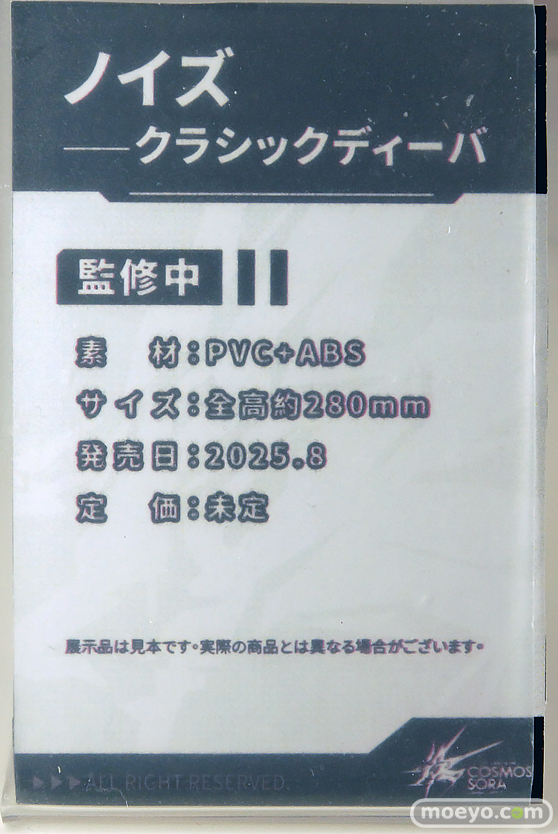 ノイズ
——クラシックディーバ
監修中
素　材：PVC+ABS
サイズ：全高約280mm
発売日：2025.8
定　価：未定
展示品は見本です・実際の商品とは異なる場合がございます・
ALL RIGHT RESERVED.
COSMOS
SORA
moeyo.com